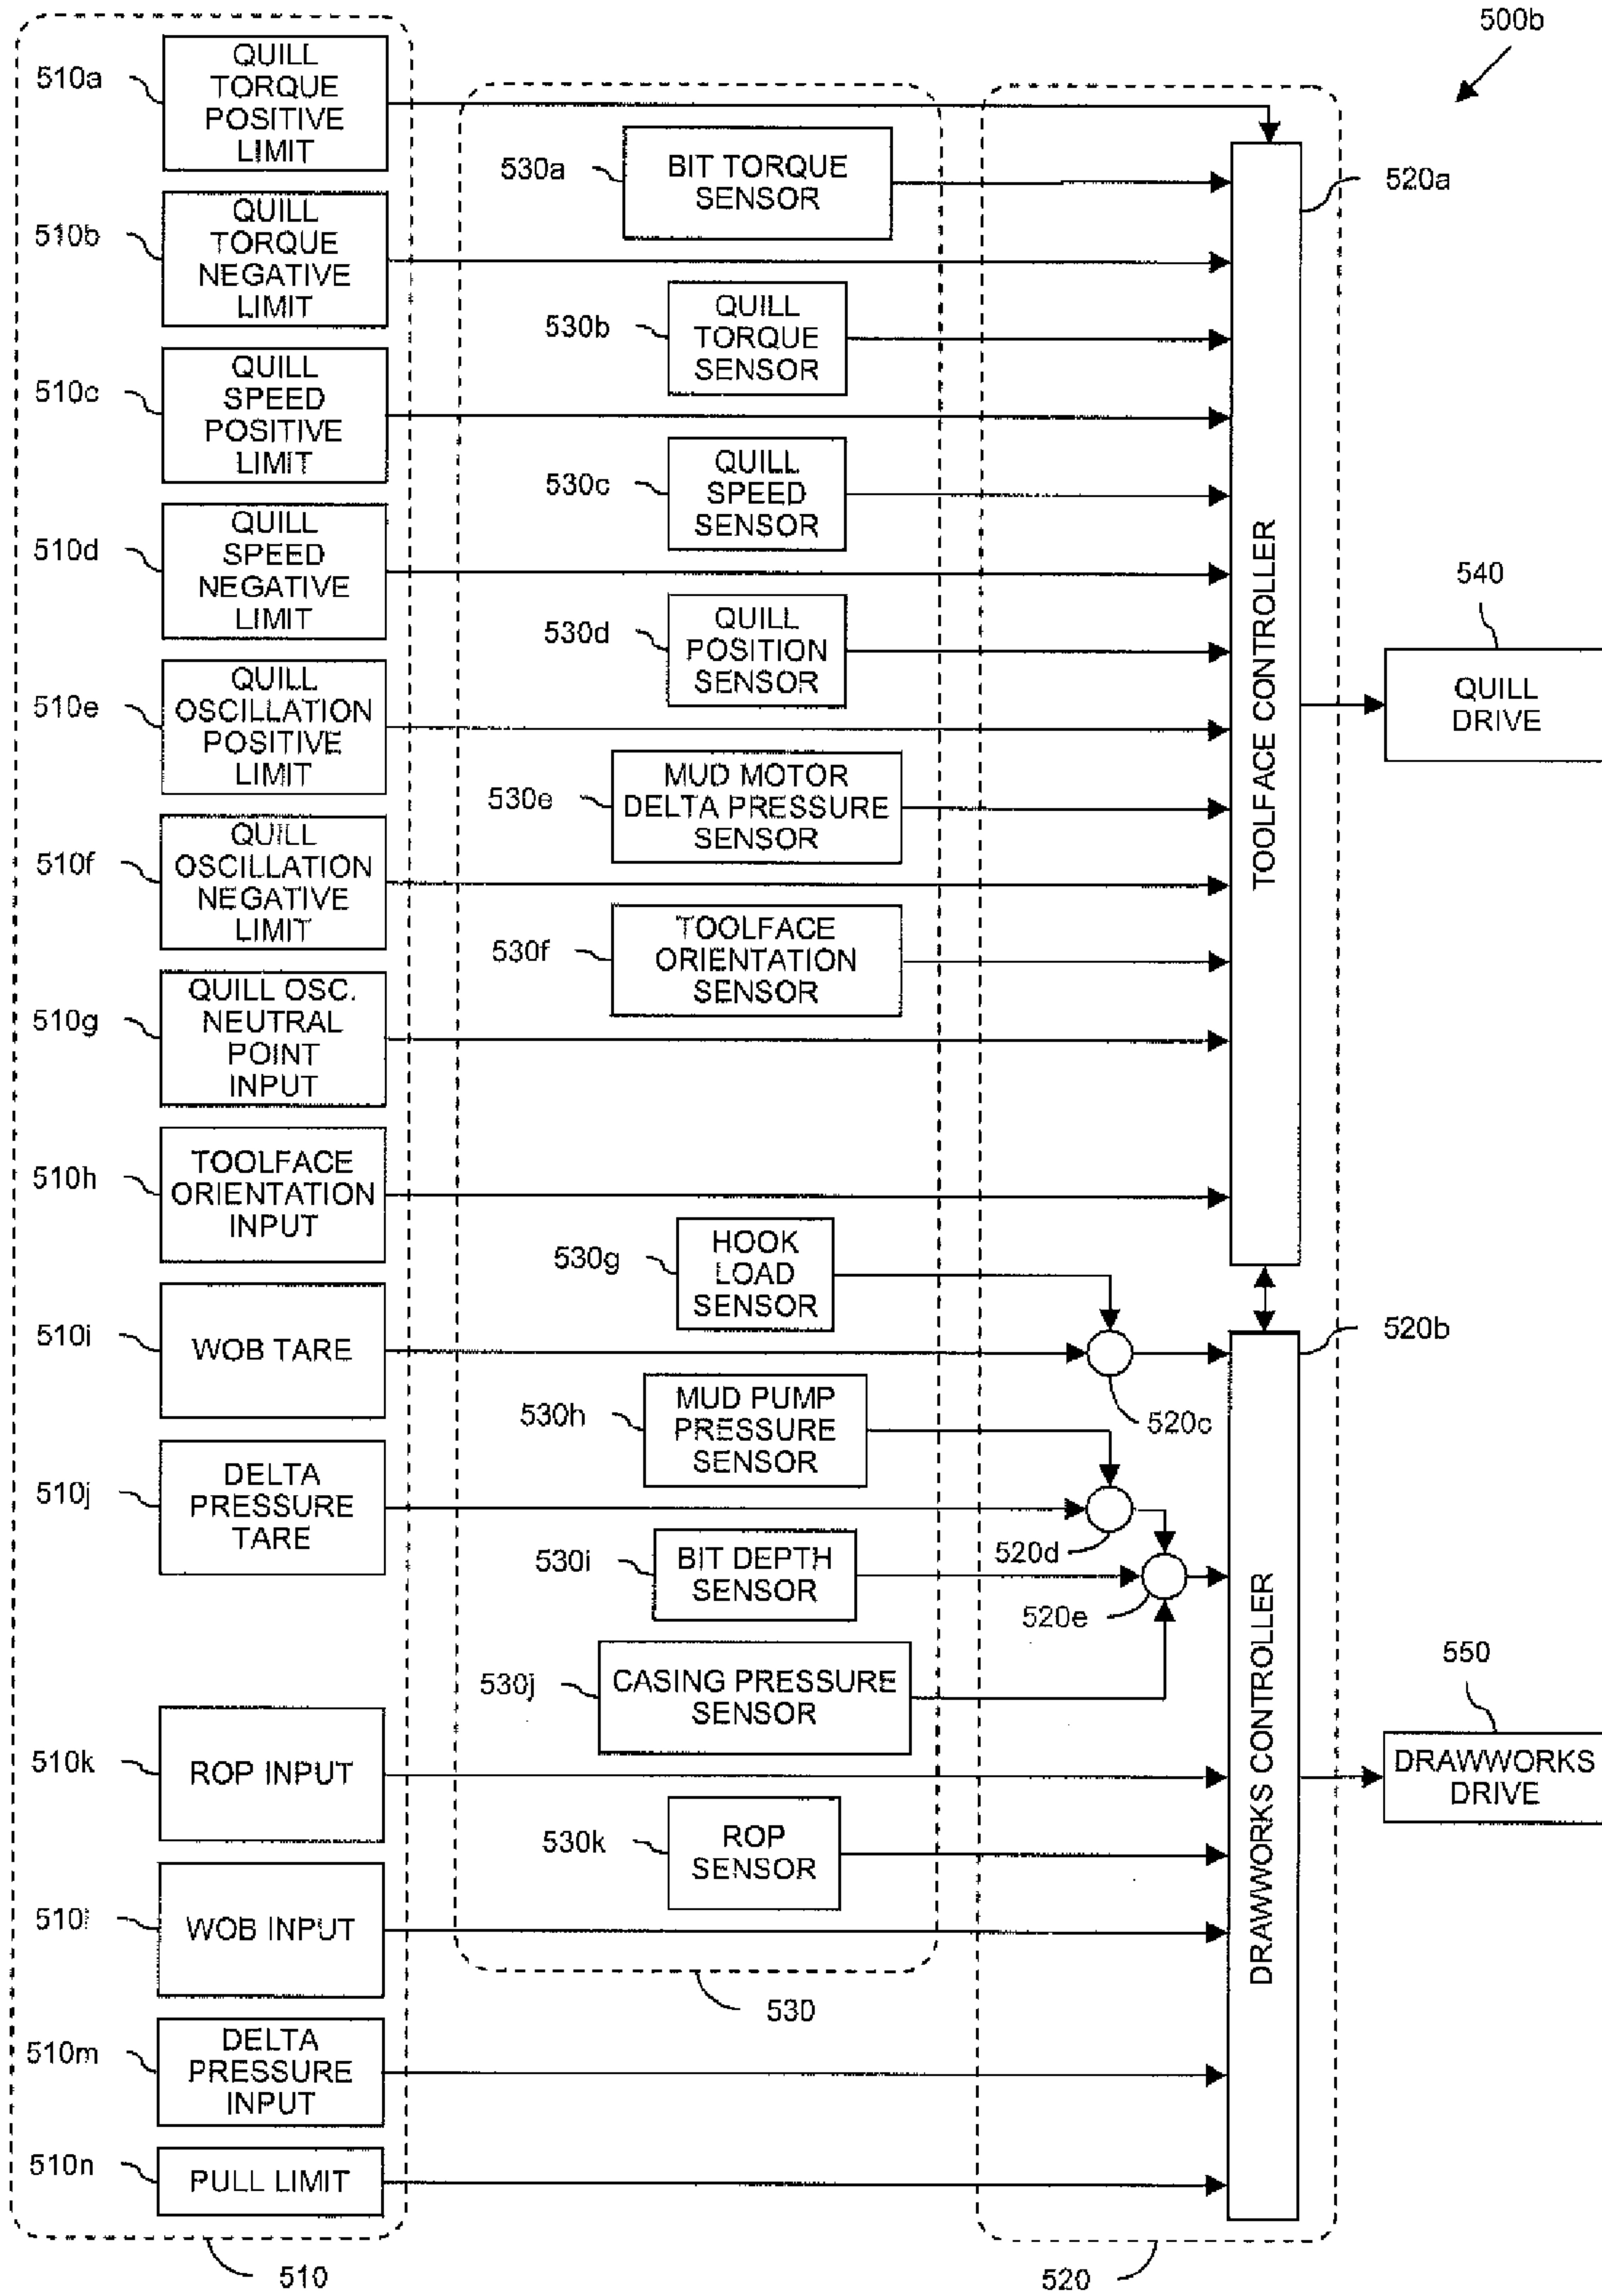 500b
510a
QUILL
TORQUE
POSITIVE
LIMIT
530a
BIT TORQUE
SENSOR
520a
510b
QUILL
TORQUE
NEGATIVE
LIMIT
530b
QUILL
TORQUE
SENSOR
510c
QUILL
SPEED
POSITIVE
LIMIT
530c
QUILL
SPEED
SENSOR
510d
QUILL
SPEED
NEGATIVE
LIMIT
530d
QUILL
POSITION
SENSOR
TOOLFACE CONTROLLER
540
QUILL
DRIVE
510e
QUILL
OSCILLATION
POSITIVE
LIMIT
530e
MUD MOTOR
DELTA PRESSURE
SENSOR
510f
QUILL
OSCILLATION
NEGATIVE
LIMIT
530f
TOOLFACE
ORIENTATION
SENSOR
510g
QUILL OSC.
NEUTRAL
POINT
INPUT
510h
TOOLFACE
ORIENTATION
INPUT
530g
HOOK
LOAD
SENSOR
510i
WOB TARE
520b
520c
530h
MUD PUMP
PRESSURE
SENSOR
510j
DELTA
PRESSURE
TARE
520d
530i
BIT DEPTH
SENSOR
520e
530j
CASING PRESSURE
SENSOR
DRAWWORKS CONTROLLER
550
DRAWWORKS
DRIVE
510k
ROP INPUT
530k
ROP
SENSOR
510l
WOB INPUT
530
510m
DELTA
PRESSURE
INPUT
510n
PULL LIMIT
510
520